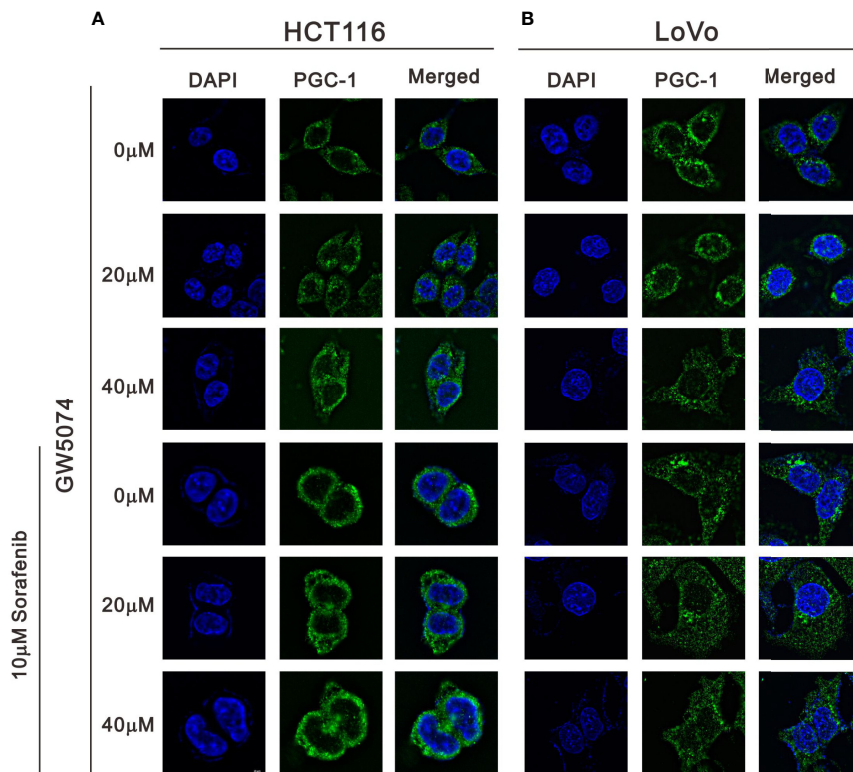 A
B
HCT116
LoVo
DAPI
PGC-1
Merged
DAPI
PGC-1
Merged
GW5074
0μM
20μM
40μM
10μM Sorafenib
0μM
20μM
40μM